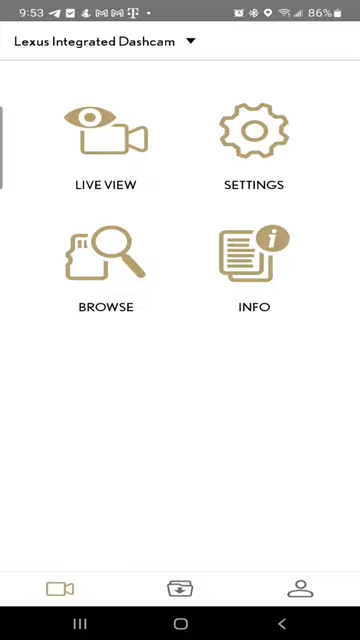 9:53
86%
Lexus Integrated Dashcam
LIVE VIEW
SETTINGS
BROWSE
INFO